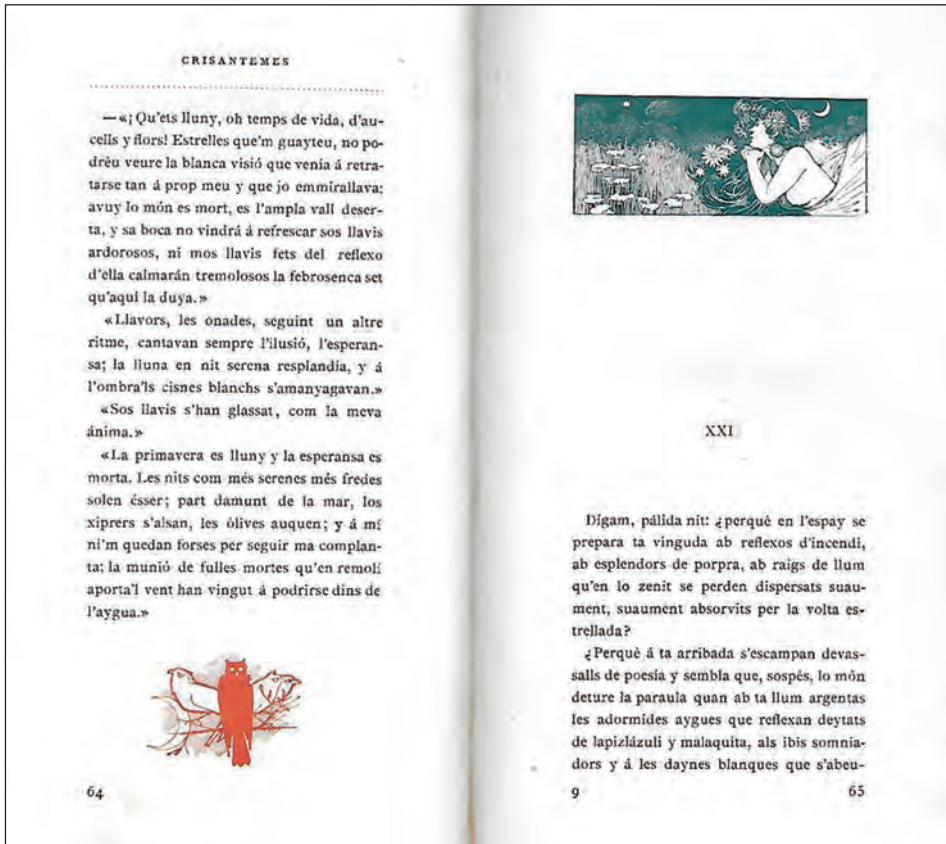 CRISANTEMES
—«¡Qu'ets lluny, oh temps de vida, d'au-
cells y flors! Estrelles que'm guayteu, no po-
dréu veure la blanca visió que venia á retra-
tarse tan á prop meu y que jo emmirallava;
avuy lo món es mort, es l'ampla vall deser-
ta, y sa boca no vindrá á refrescar sos llavis
ardorosos, ni mos llavis fets del reflexo
d'ella calmarán tremolosos la febrosenca set
qu'aquí la duya.»
«Llavors, les onades, seguint un altre
ritme, cantavan sempre l'ilusió, l'esperan-
sa; la lluna en nit serena resplandía, y á
l'ombra'ls cisnes blanchs s'amanyagavan.»
«Sos llavis s'han glassat, com la meva
ánima.»
«La primavera es lluny y la esperansa es
morta. Les nits com més serenes més fredes
solen ésser; part damunt de la mar, los
xiprers s'alsan, les ólives auquen; y á mí
ni'm quedan forses per seguir ma complan-
ta; la munió de fulles mortes qu'en remolí
aporta'l vent han vingut á podrirse dins de
l'aygua.»
64
XXI
Dígam, pálida nit: ¿perquè en l'espay se
prepara ta vinguda ab reflexos d'incendi,
ab esplendors de porpra, ab raigs de llum
qu'en lo zenit se perden dispersats suau-
ment, suaument absorvits per la volta es-
trellada?
¿Perquè á ta arribada s'escampan devas-
salls de poesía y sembla que, sospés, lo món
deture la paraula quan ab ta llum argentas
les adormides aygues que reflexan deytats
de lapizlázuli y malaquita, als ibis somnia-
dors y á les daynes blanques que s'abeu-
9 65